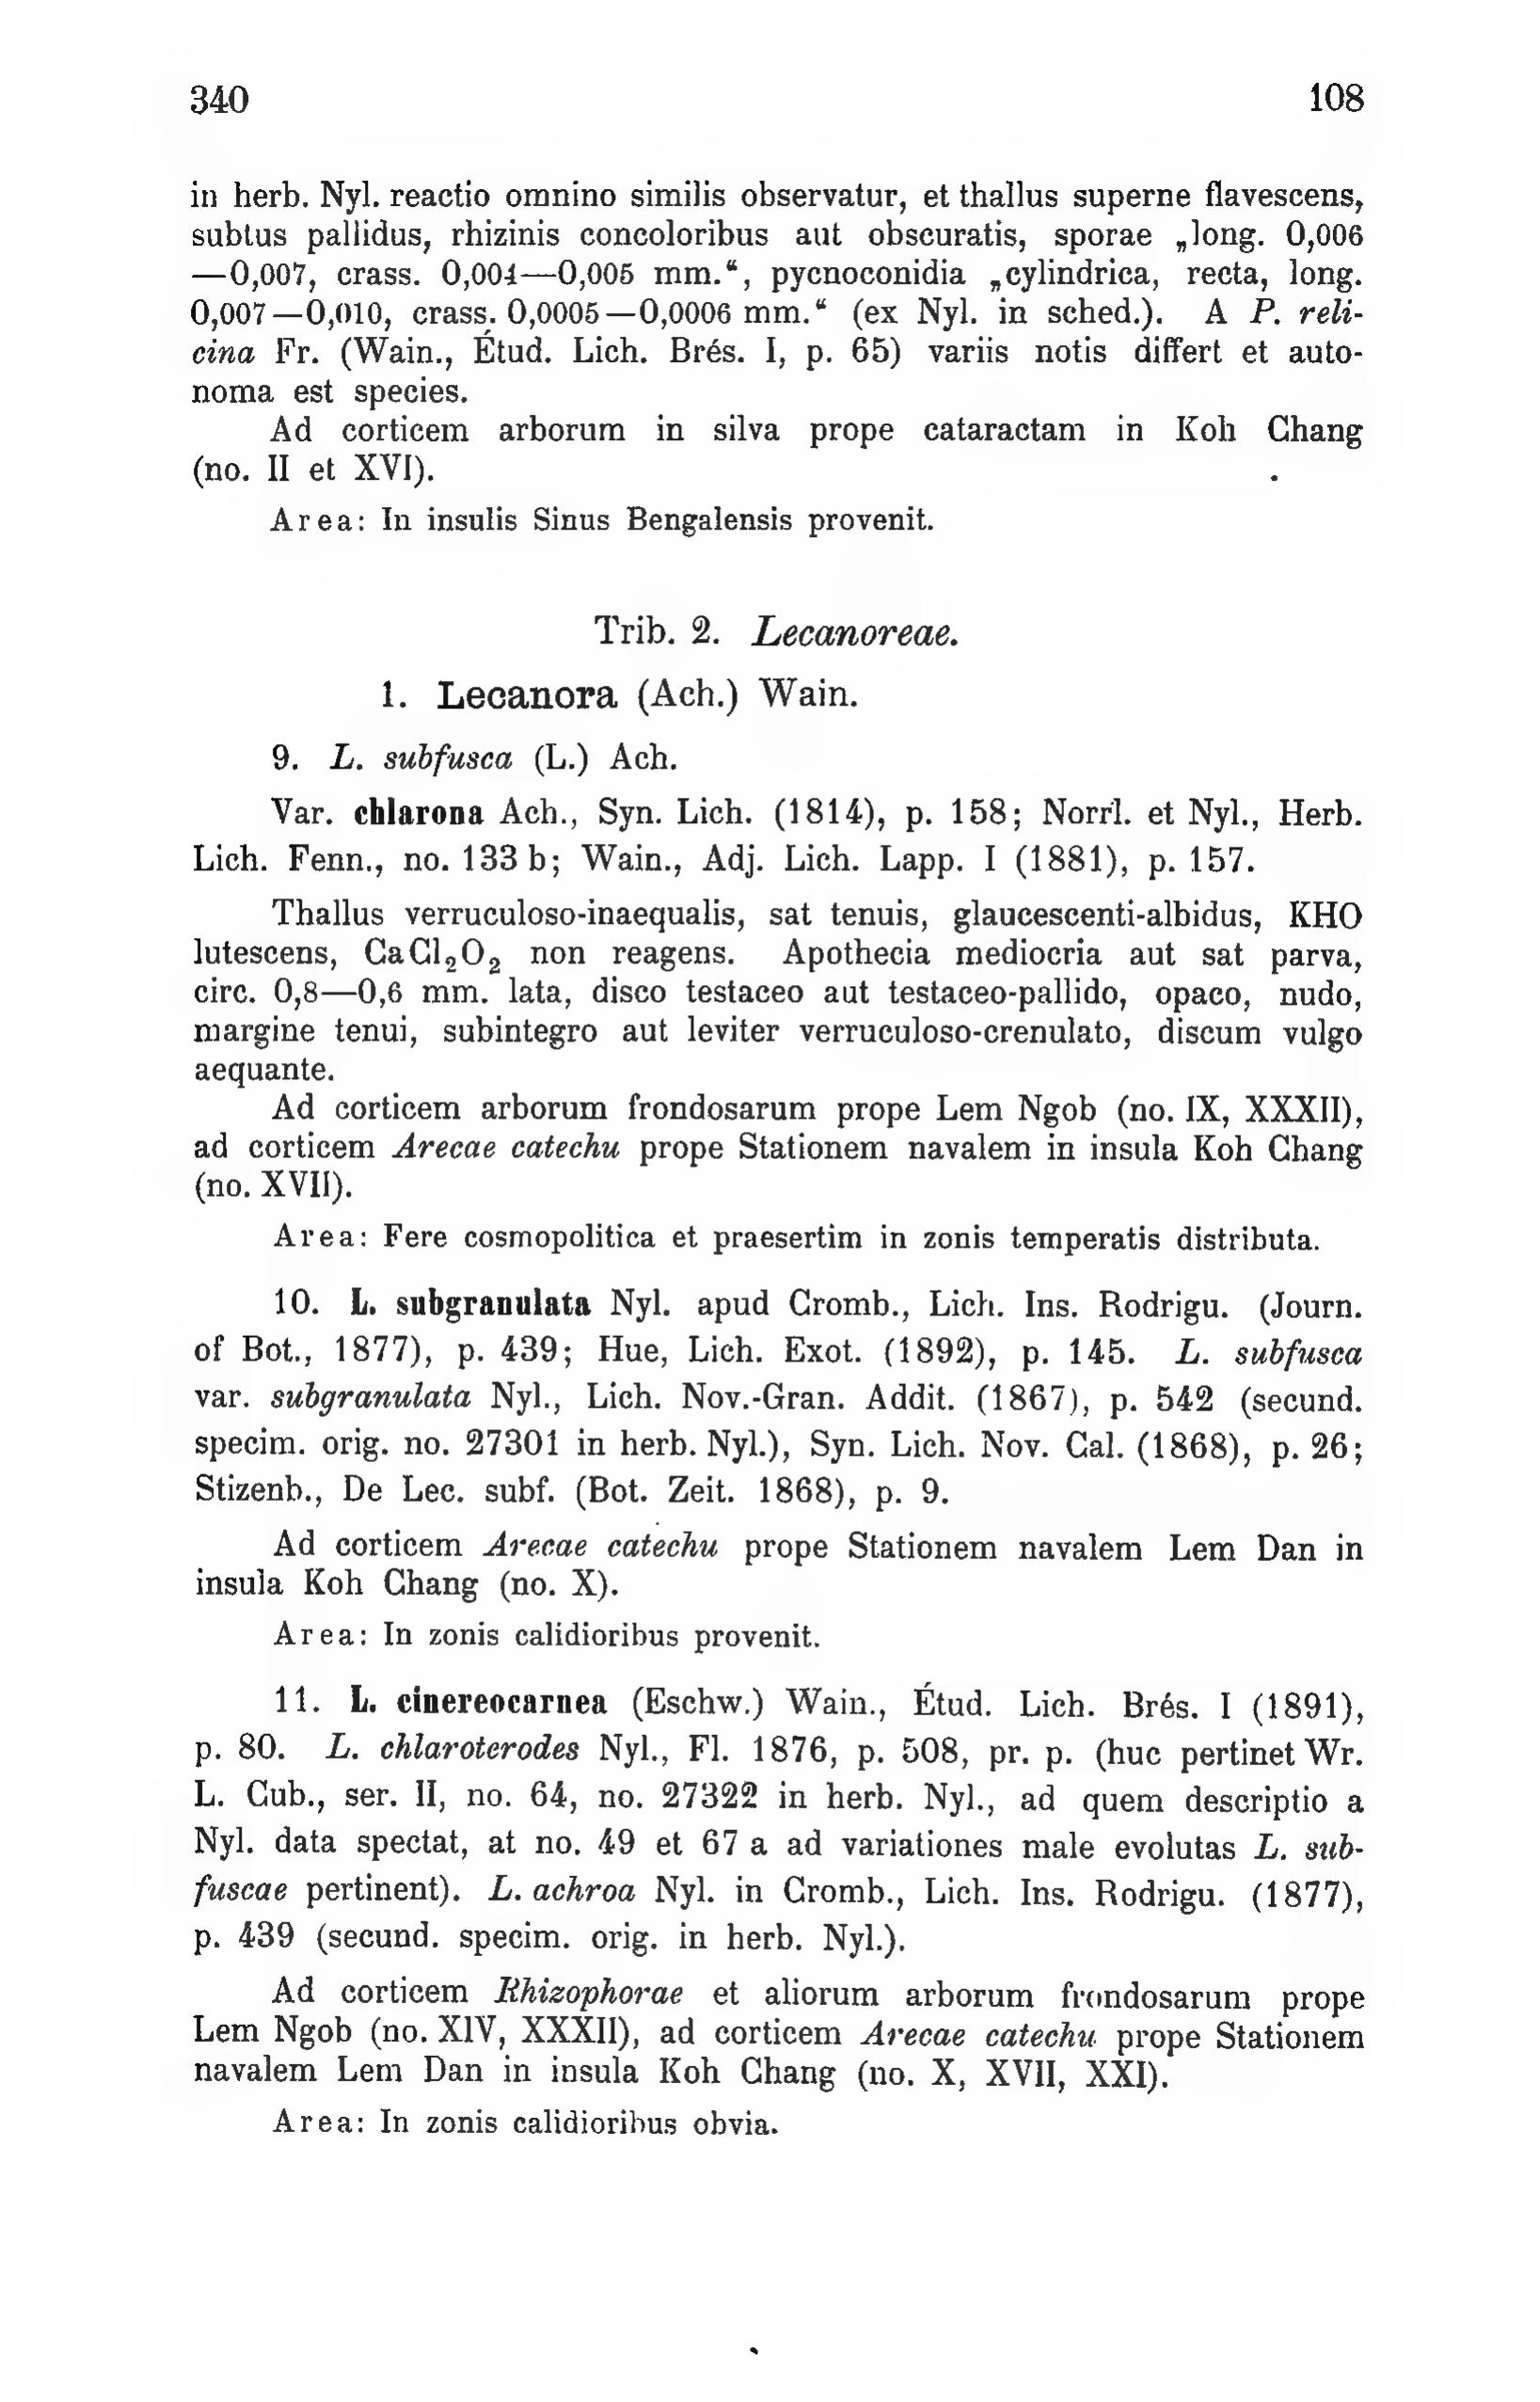 340 108
in herb. Nyl. reactio omnino similis observatur, et thallus superne flavescens,
subtus pallidus, rhizinis concoloribus aut obscuratis, sporae „long. 0,006
—0,007, crass. 0,004—0,005 mm.“, pycnoconidia „cylindrica, recta, long.
0,007—0,010, crass. 0,0005—0,0006 mm.“ (ex Nyl. in sched.). A P. reli-
cina Fr. (Wain., Étud. Lich. Brés. I, p. 65) variis notis differt et auto-
noma est species.
Ad corticem arborum in silva prope cataractam in Koh Chang
(no. II et XVI).
Area: In insulis Sinus Bengalensis provenit.
Trib. 2. Lecanoreae.
1. Lecanora (Ach.) Wain.
9. L. subfusca (L.) Ach.
Var. chlarona Ach., Syn. Lich. (1814), p. 158; Norrl. et Nyl., Herb.
Lich. Fenn., no. 133 b; Wain., Adj. Lich. Lapp. I (1881), p. 157.
Thallus verruculoso-inaequalis, sat tenuis, glaucescenti-albidus, KHO
lutescens, CaCl₂O₂ non reagens. Apothecia mediocria aut sat parva,
circ. 0,8—0,6 mm. lata, disco testaceo aut testaceo-pallido, opaco, nudo,
margine tenui, subintegro aut leviter verruculoso-crenulato, discum vulgo
aequante.
Ad corticem arborum frondosarum prope Lem Ngob (no. IX, XXXII),
ad corticem Arecae catechu prope Stationem navalem in insula Koh Chang
(no. XVII).
Area: Fere cosmopolitica et praesertim in zonis temperatis distributa.
10. L. subgranulata Nyl. apud Cromb., Lich. Ins. Rodrigu. (Journ.
of Bot., 1877), p. 439; Hue, Lich. Exot. (1892), p. 145. L. subfusca
var. subgranulata Nyl., Lich. Nov.-Gran. Addit. (1867), p. 542 (secund.
specim. orig. no. 27301 in herb. Nyl.), Syn. Lich. Nov. Cal. (1868), p. 26;
Stizenb., De Lec. subf. (Bot. Zeit. 1868), p. 9.
Ad corticem Arecae catechu prope Stationem navalem Lem Dan in
insula Koh Chang (no. X).
Area: In zonis calidioribus provenit.
11. L. cinereocarnea (Eschw.) Wain., Étud. Lich. Brés. I (1891),
p. 80. L. chlaroterodes Nyl., Fl. 1876, p. 508, pr. p. (huc pertinet Wr.
L. Cub., ser. II, no. 64, no. 27322 in herb. Nyl., ad quem descriptio a
Nyl. data spectat, at no. 49 et 67 a ad variationes male evolutas L. sub-
fuscae pertinent). L. achroa Nyl. in Cromb., Lich. Ins. Rodrigu. (1877),
p. 439 (secund. specim. orig. in herb. Nyl.).
Ad corticem Rhizophorae et aliorum arborum frondosarum prope
Lem Ngob (no. XIV, XXXII), ad corticem Arecae catechu prope Stationem
navalem Lem Dan in insula Koh Chang (no. X, XVII, XXI).
Area: In zonis calidioribus obvia.